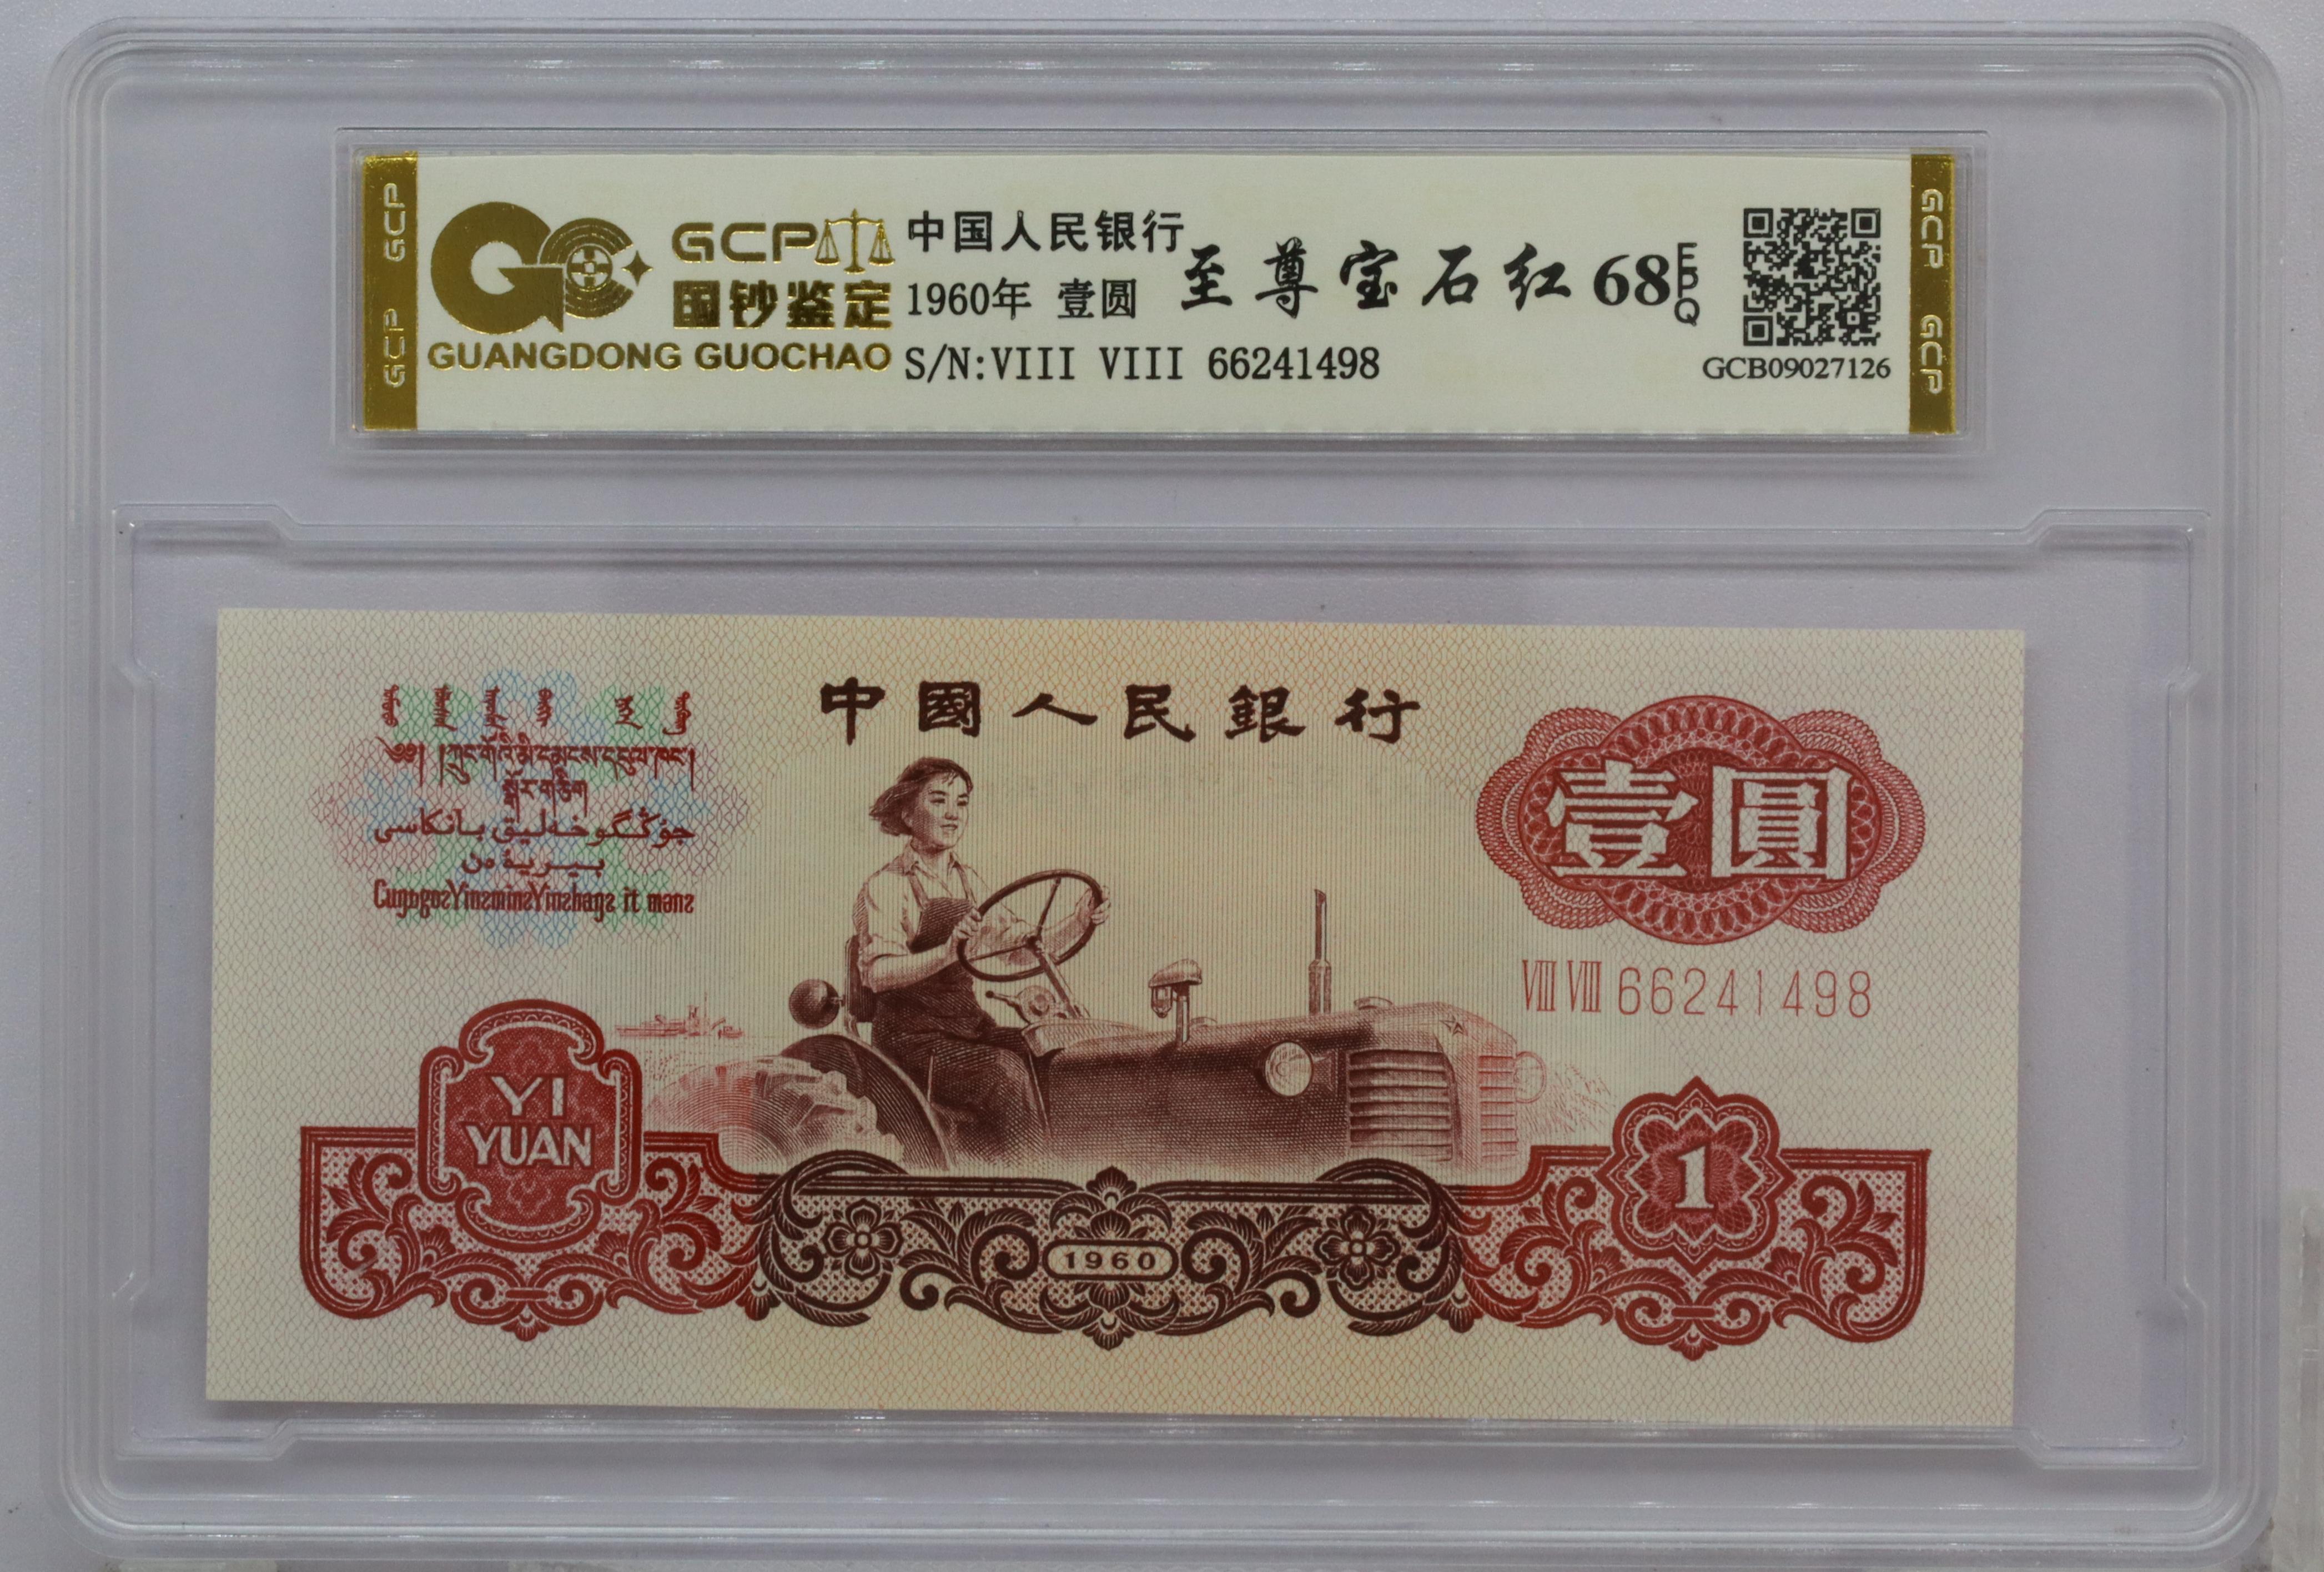 GCP
GCP
GCP
国钞鉴定
GUANGDONG GUOCHAO
中国人民银行
1960年 壹圆
S/N:VIII VIII 66241498
至尊宝石红 68 EPQ
GCB09027126
GCP
GCP
中國人民銀行
壹圓
VIII VIII 66241498
YI
YUAN
1
1960